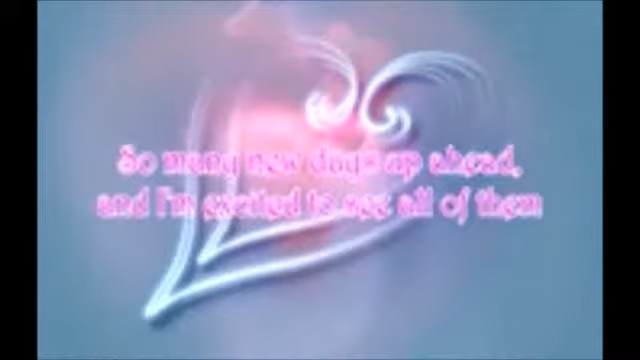 So many new days up ahead,
and I'm excited to see all of them